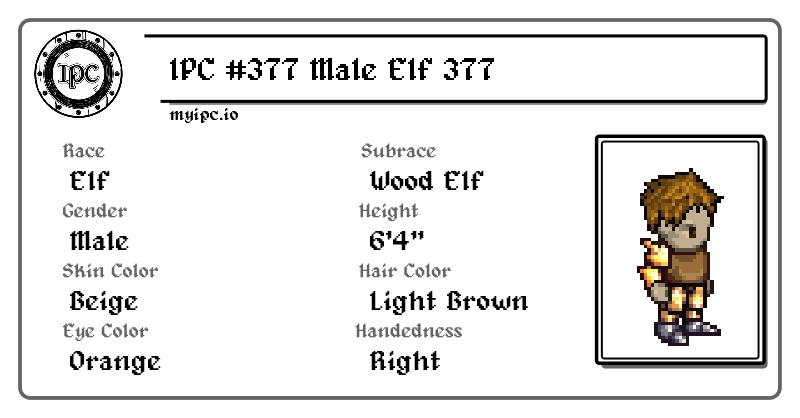 IPC
IPC #377 Male Elf 377
myipc.io
Race
Elf
Subrace
Wood Elf
Gender
Male
Height
6'4"
Skin Color
Beige
Hair Color
Light Brown
Eye Color
Orange
Handedness
Right